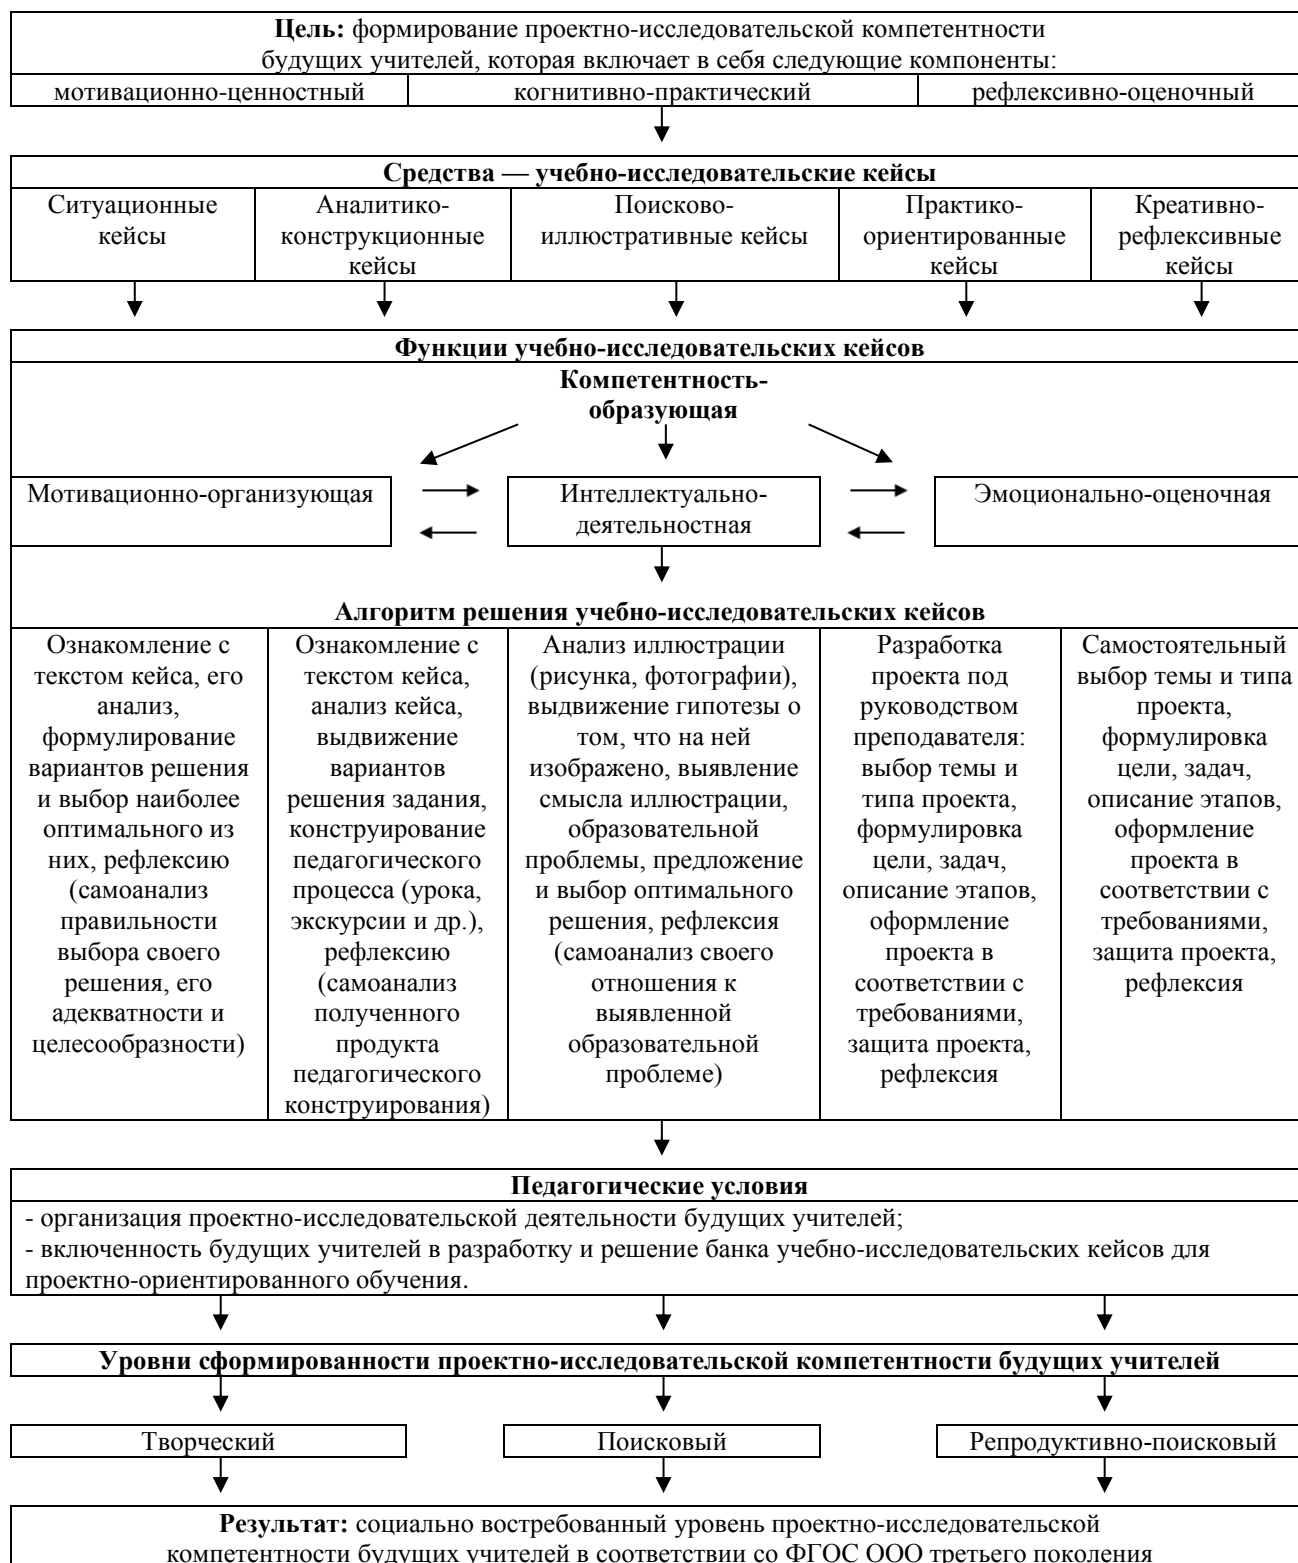 Цель: формирование проектно-исследовательской компетентности
будущих учителей, которая включает в себя следующие компоненты:
мотивационно-ценностный
когнитивно-практический
рефлексивно-оценочный
Средства — учебно-исследовательские кейсы
Ситуационные
кейсы
Аналитико-
конструкционные
кейсы
Поисково-
иллюстративные кейсы
Практико-
ориентированные
кейсы
Креативно-
рефлексивные
кейсы
Функции учебно-исследовательских кейсов
Компетентность-
образующая
Мотивационно-организующая
Интеллектуально-
деятельностная
Эмоционально-оценочная
Алгоритм решения учебно-исследовательских кейсов
Ознакомление с
текстом кейса, его
анализ,
формулирование
вариантов решения
и выбор наиболее
оптимального из
них, рефлексию
(самоанализ
правильности
выбора своего
решения, его
адекватности и
целесообразности)
Ознакомление с
текстом кейса,
анализ кейса,
выдвижение
вариантов
решения задания,
конструирование
педагогического
процесса (урока,
экскурсии и др.),
рефлексию
(самоанализ
полученного
продукта
педагогического
конструирования)
Анализ иллюстрации
(рисунка, фотографии),
выдвижение гипотезы о
том, что на ней
изображено, выявление
смысла иллюстрации,
образовательной
проблемы, предложение
и выбор оптимального
решения, рефлексия
(самоанализ своего
отношения к
выявленной
образовательной
проблеме)
Разработка
проекта под
руководством
преподавателя:
выбор темы и
типа проекта,
формулировка
цели, задач,
описание этапов,
оформление
проекта в
соответствии с
требованиями,
защита проекта,
рефлексия
Самостоятельный
выбор темы и типа
проекта,
формулировка
цели, задач,
описание этапов,
оформление
проекта в
соответствии с
требованиями,
защита проекта,
рефлексия
Педагогические условия
- организация проектно-исследовательской деятельности будущих учителей;
- включенность будущих учителей в разработку и решение банка учебно-исследовательских кейсов для
проектно-ориентированного обучения.
Уровни сформированности проектно-исследовательской компетентности будущих учителей
Творческий
Поисковый
Репродуктивно-поисковый
Результат: социально востребованный уровень проектно-исследовательской
компетентности будущих учителей в соответствии со ФГОС ООО третьего поколения